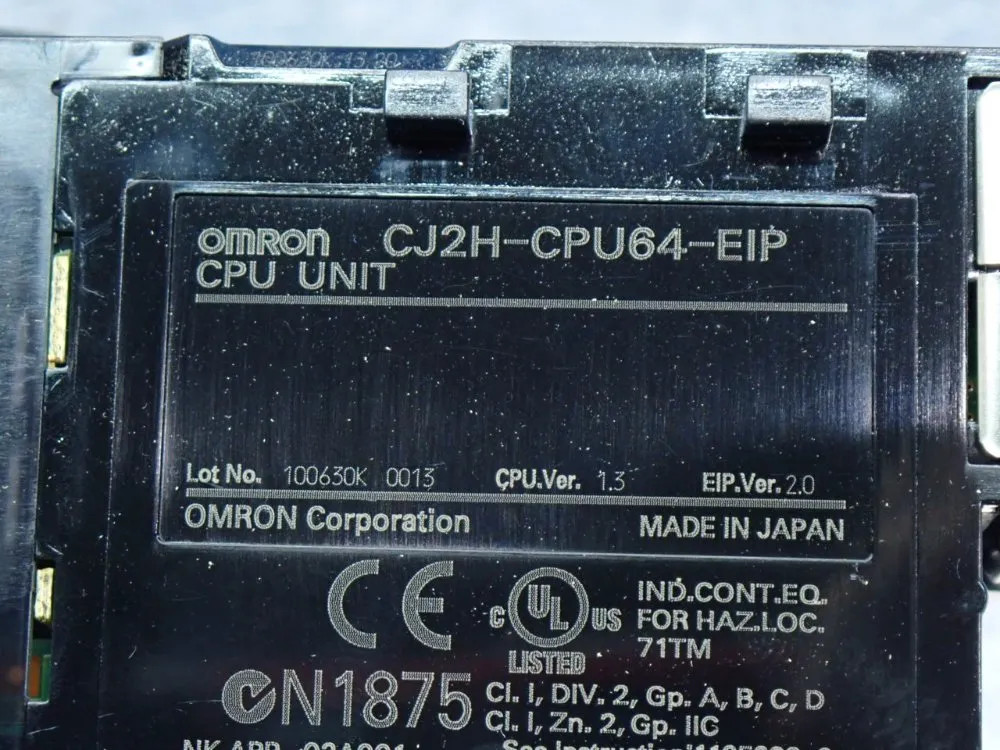 omron CJ2H-CPU64-EIP
CPU UNIT
Lot No. 100630K 0013 CPU.Ver. 1.3 EIP.Ver. 2.0
OMRON Corporation MADE IN JAPAN
CE
C UL US
LISTED
IND.CONT.EQ.
FOR HAZ.LOC.
71TM
N1875
Cl. I, DIV. 2, Gp. A, B, C, D
Cl. I, Zn. 2, Gp. IIC